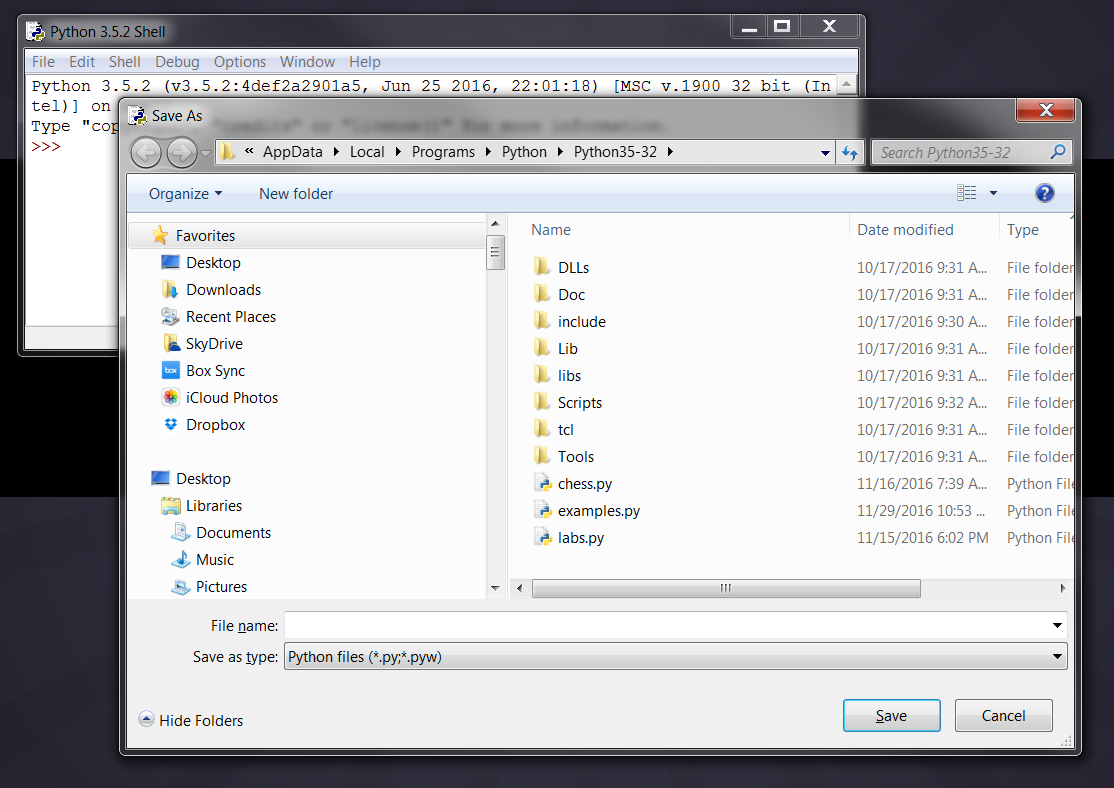 Python 3.5.2 Shell
File Edit Shell Debug Options Window Help
Python 3.5.2 (v3.5.2:4def2a2901a5, Jun 25 2016, 22:01:18) [MSC v.1900 32 bit (In
tel)] on
Type "cop "credits" or "license()" for more information.
>>>
Save As
« AppData Local Programs Python Python35-32
Search Python35-32
Organize New folder
Favorites
Desktop
Downloads
Recent Places
SkyDrive
box Box Sync
iCloud Photos
Dropbox
Desktop
Libraries
Documents
Music
Pictures
Name Date modified Type
DLLs 10/17/2016 9:31 A... File folder
Doc 10/17/2016 9:31 A... File folder
include 10/17/2016 9:30 A... File folder
Lib 10/17/2016 9:31 A... File folder
libs 10/17/2016 9:31 A... File folder
Scripts 10/17/2016 9:32 A... File folder
tcl 10/17/2016 9:31 A... File folder
Tools 10/17/2016 9:31 A... File folder
chess.py 11/16/2016 7:39 A... Python File
examples.py 11/29/2016 10:53 ... Python File
labs.py 11/15/2016 6:02 PM Python File
File name:
Save as type: Python files (*.py;*.pyw)
Hide Folders
Save Cancel